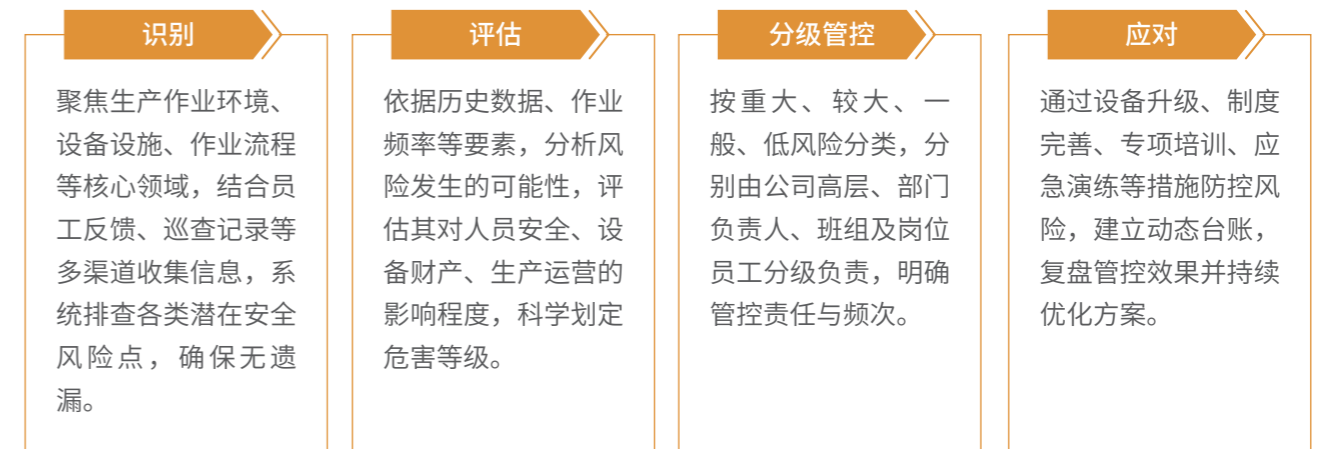 识别
聚焦生产作业环境、
设备设施、作业流程
等核心领域，结合员
工反馈、巡查记录等
多渠道收集信息，系
统排查各类潜在安全
风险点，确保无遗
漏。
评估
依据历史数据、作业
频率等要素，分析风
险发生的可能性，评
估其对人员安全、设
备财产、生产运营的
影响程度，科学划定
危害等级。
分级管控
按重大、较大、一
般、低风险分类，分
别由公司高层、部门
负责人、班组及岗位
员工分级负责，明确
管控责任与频次。
应对
通过设备升级、制度
完善、专项培训、应
急演练等措施防控风
险，建立动态台账，
复盘管控效果并持续
优化方案。